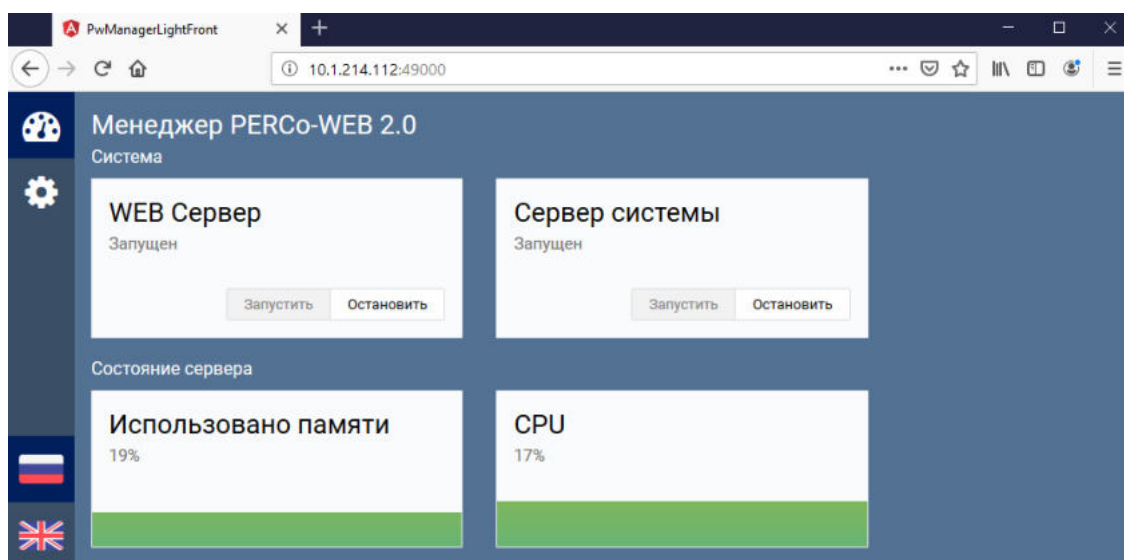 PwManagerLightFront
10.1.214.112:49000
Менеджер PERCo-WEB 2.0
Система
WEB Сервер
Запущен
Запустить
Остановить
Сервер системы
Запущен
Запустить
Остановить
Состояние сервера
Использовано памяти
19%
CPU
17%